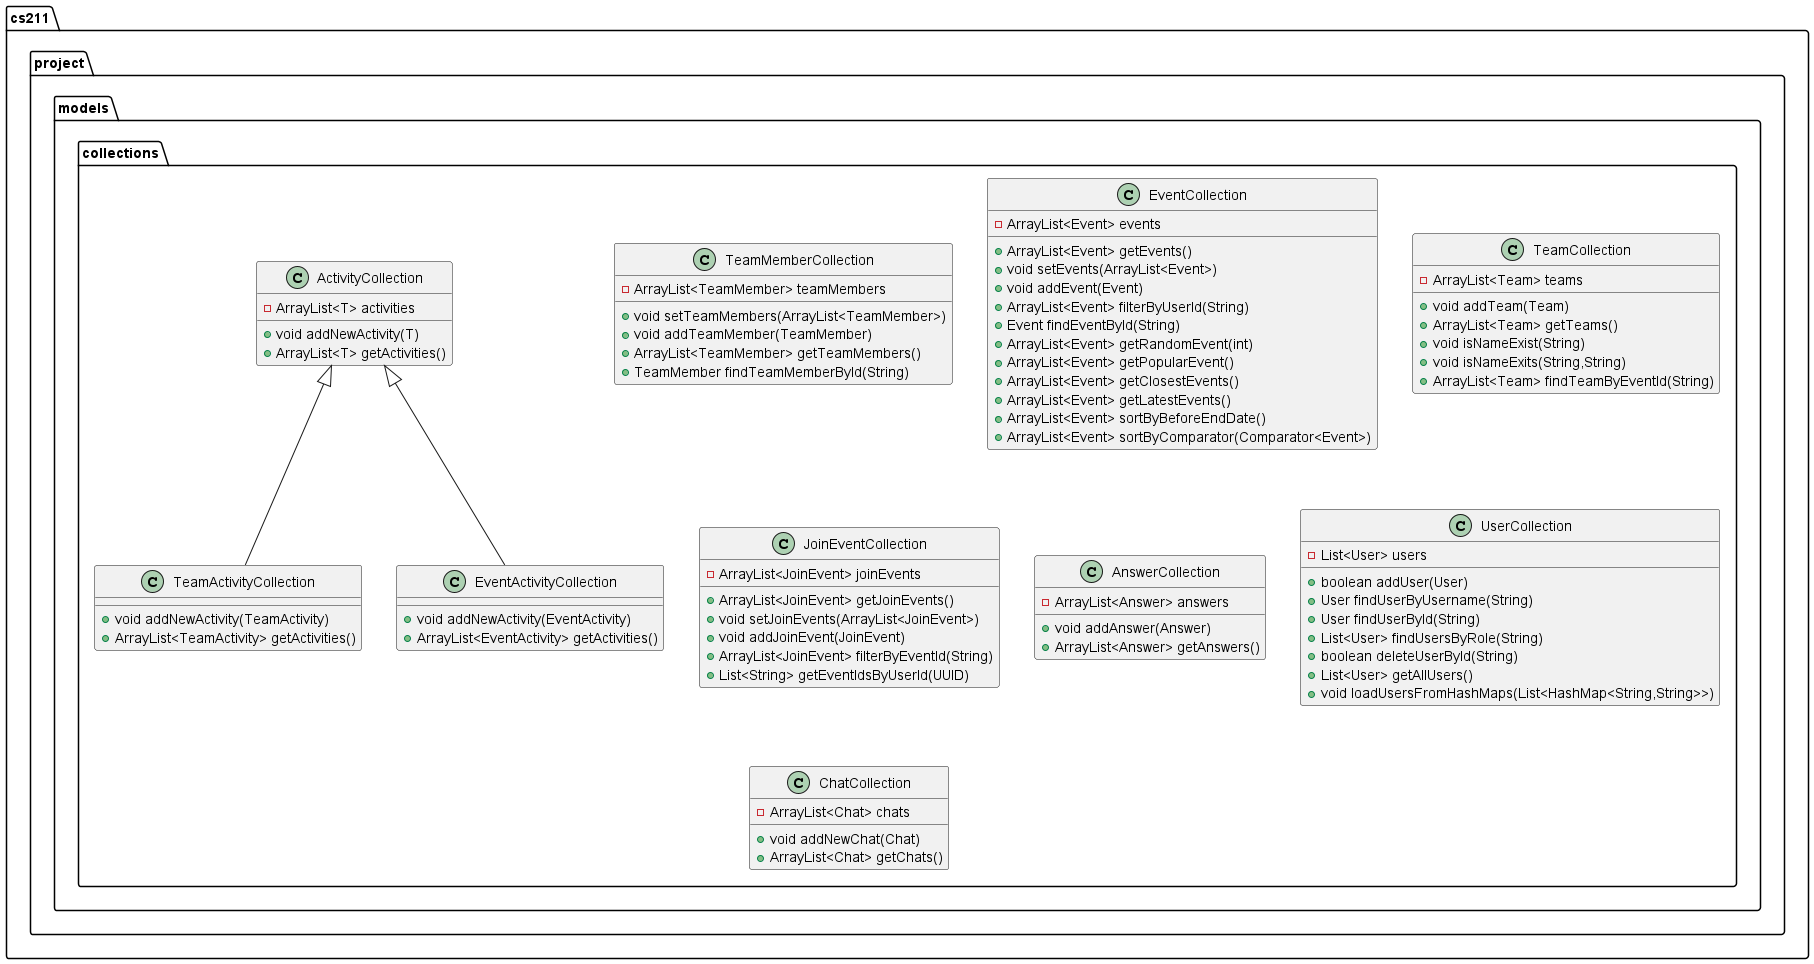 cs211
project
models
collections
ActivityCollection
ArrayList<T> activities
void addNewActivity(T)
ArrayList<T> getActivities()
TeamMemberCollection
ArrayList<TeamMember> teamMembers
void setTeamMembers(ArrayList<TeamMember>)
void addTeamMember(TeamMember)
ArrayList<TeamMember> getTeamMembers()
TeamMember findTeamMemberById(String)
EventCollection
ArrayList<Event> events
ArrayList<Event> getEvents()
void setEvents(ArrayList<Event>)
void addEvent(Event)
ArrayList<Event> filterByUserId(String)
Event findEventById(String)
ArrayList<Event> getRandomEvent(int)
ArrayList<Event> getPopularEvent()
ArrayList<Event> getClosestEvents()
ArrayList<Event> getLatestEvents()
ArrayList<Event> sortByBeforeEndDate()
ArrayList<Event> sortByComparator(Comparator<Event>)
TeamCollection
ArrayList<Team> teams
void addTeam(Team)
ArrayList<Team> getTeams()
void isNameExist(String)
void isNameExits(String,String)
ArrayList<Team> findTeamByEventId(String)
TeamActivityCollection
void addNewActivity(TeamActivity)
ArrayList<TeamActivity> getActivities()
EventActivityCollection
void addNewActivity(EventActivity)
ArrayList<EventActivity> getActivities()
JoinEventCollection
ArrayList<JoinEvent> joinEvents
ArrayList<JoinEvent> getJoinEvents()
void setJoinEvents(ArrayList<JoinEvent>)
void addJoinEvent(JoinEvent)
ArrayList<JoinEvent> filterByEventId(String)
List<String> getEventIdsByUserId(UUID)
AnswerCollection
ArrayList<Answer> answers
void addAnswer(Answer)
ArrayList<Answer> getAnswers()
UserCollection
List<User> users
boolean addUser(User)
User findUserByUsername(String)
User findUserById(String)
List<User> findUsersByRole(String)
boolean deleteUserById(String)
List<User> getAllUsers()
void loadUsersFromHashMaps(List<HashMap<String,String>>)
ChatCollection
ArrayList<Chat> chats
void addNewChat(Chat)
ArrayList<Chat> getChats()